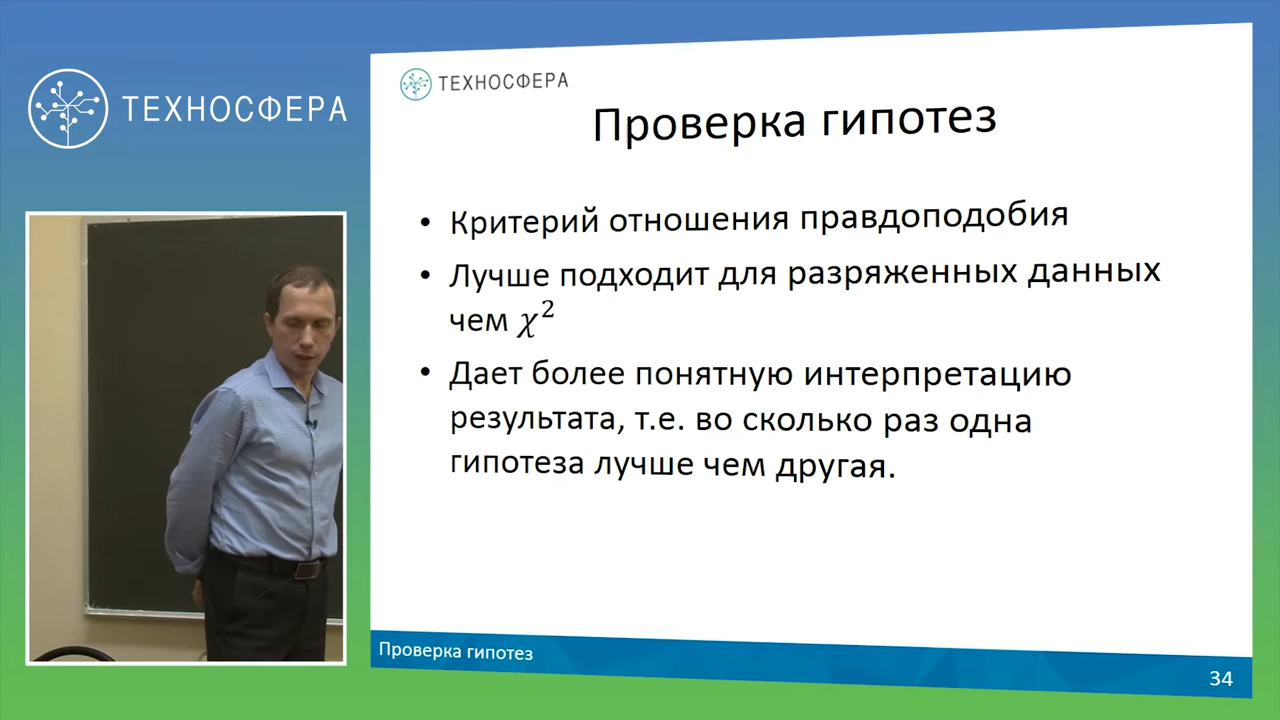 ТЕХНОСФЕРА
ТЕХНОСФЕРА
Проверка гипотез
• Критерий отношения правдоподобия
• Лучше подходит для разряженных данных
чем χ²
• Дает более понятную интерпретацию
результата, т.е. во сколько раз одна
гипотеза лучше чем другая.
Проверка гипотез
34